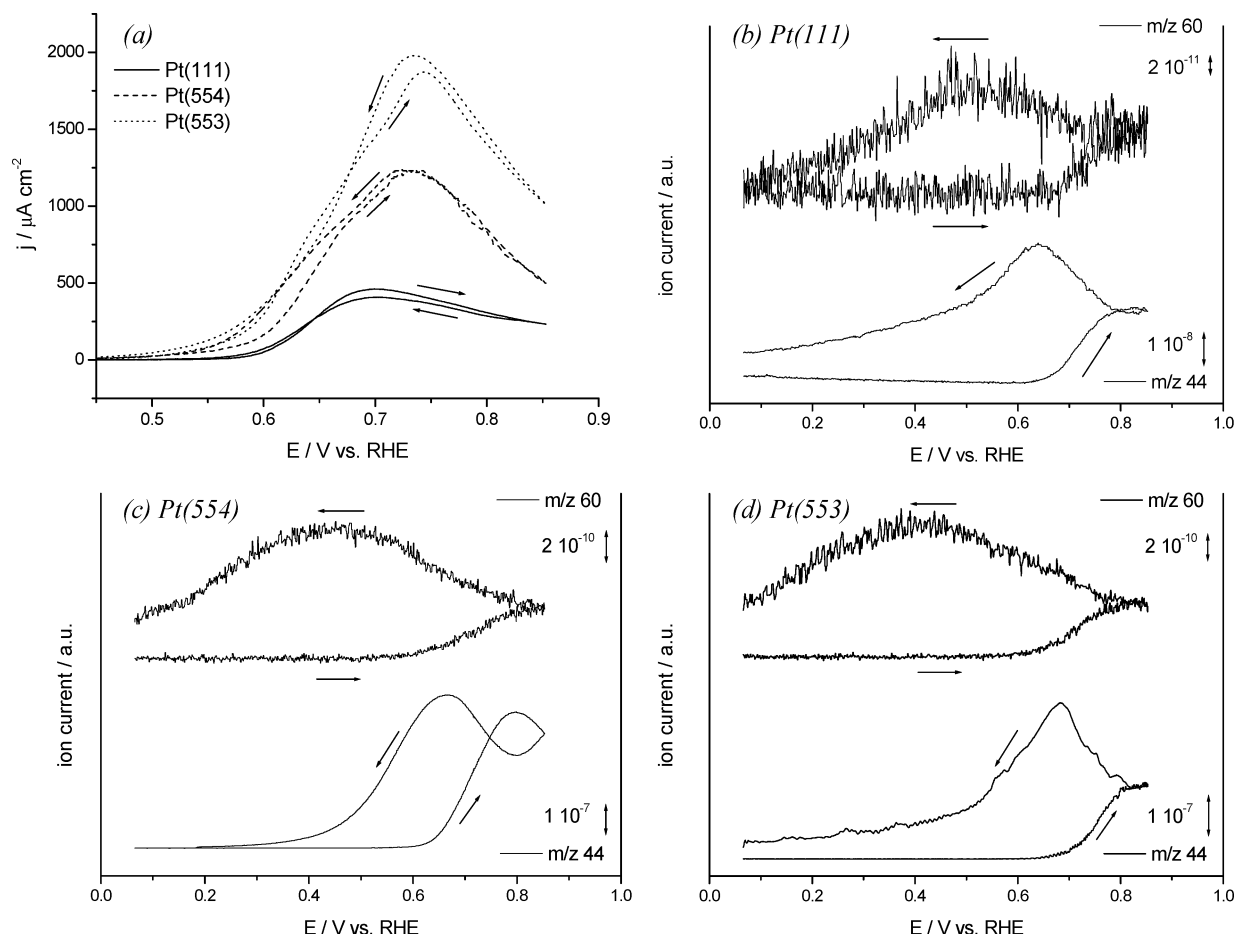 (a)
Pt(111)
Pt(554)
Pt(553)
j / µA cm⁻²
2000
1750
1500
1250
1000
750
500
250
0
0.5 0.6 0.7 0.8 0.9
E / V vs. RHE
(b) Pt(111)
m/z 60
2 10⁻¹¹
ion current / a.u.
1 10⁻⁸
m/z 44
0.0 0.2 0.4 0.6 0.8 1.0
E / V vs. RHE
(c) Pt(554)
m/z 60
2 10⁻¹⁰
ion current / a.u.
1 10⁻⁷
m/z 44
0.0 0.2 0.4 0.6 0.8 1.0
E / V vs. RHE
(d) Pt(553)
m/z 60
2 10⁻¹⁰
ion current / a.u.
1 10⁻⁷
m/z 44
0.0 0.2 0.4 0.6 0.8 1.0
E / V vs. RHE